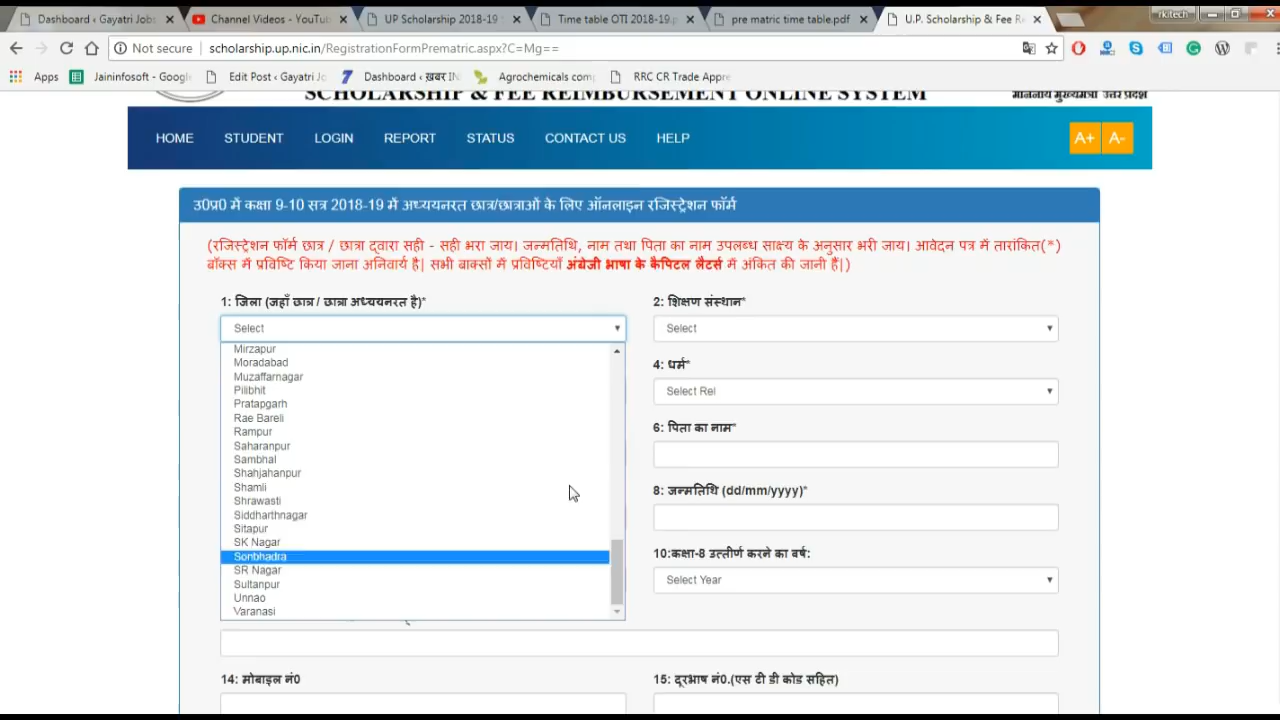 Dashboard ‹ Gayatri Jobs
Channel Videos - YouTub
UP Scholarship 2018-19
Time table OTI 2018-19.p
pre matric time table.pdf
U.P. Scholarship & Fee Re
rkitech
Not secure
scholarship.up.nic.in/RegistrationFormPrematric.aspx?C=Mg==
Apps
Jaininfosoft - Google
Edit Post ‹ Gayatri Jo
Dashboard ‹ ख़बर IN
Agrochemicals com
RRC CR Trade Appre
SCHOLARSHIP & FEE REIMBURSEMENT ONLINE SYSTEM
माननीय मुख्यमंत्री उत्तर प्रदेश
HOME STUDENT LOGIN REPORT STATUS CONTACT US HELP
A+ A-
उ0प्र0 में कक्षा 9-10 सत्र 2018-19 में अध्ययनरत छात्र/छात्राओं के लिए ऑनलाइन रजिस्ट्रेशन फॉर्म
(रजिस्ट्रेशन फॉर्म छात्र / छात्रा द्वारा सही - सही भरा जाय। जन्मतिथि, नाम तथा पिता का नाम उपलब्ध साक्ष्य के अनुसार भरी जाय। आवेदन पत्र में तारांकित(*)
बॉक्स में प्रविष्टि किया जाना अनिवार्य है| सभी बाक्सों में प्रविष्टियाँ अंग्रेजी भाषा के कैपिटल लैटर्स में अंकित की जानी हैं|)
1: जिला (जहाँ छात्र / छात्रा अध्ययनरत है)*
2: शिक्षण संस्थान*
Select
Select
Mirzapur
Moradabad
Muzaffarnagar
Pilibhit
Pratapgarh
Rae Bareli
Rampur
Saharanpur
Sambhal
Shahjahanpur
Shamli
Shrawasti
Siddharthnagar
Sitapur
SK Nagar
Sonbhadra
SR Nagar
Sultanpur
Unnao
Varanasi
4: धर्म*
Select Rel
6: पिता का नाम*
8: जन्मतिथि (dd/mm/yyyy)*
10:कक्षा-8 उत्तीर्ण करने का वर्ष:
Select Year
14: मोबाइल नं0
15: दूरभाष नं0.(एस टी डी कोड सहित)